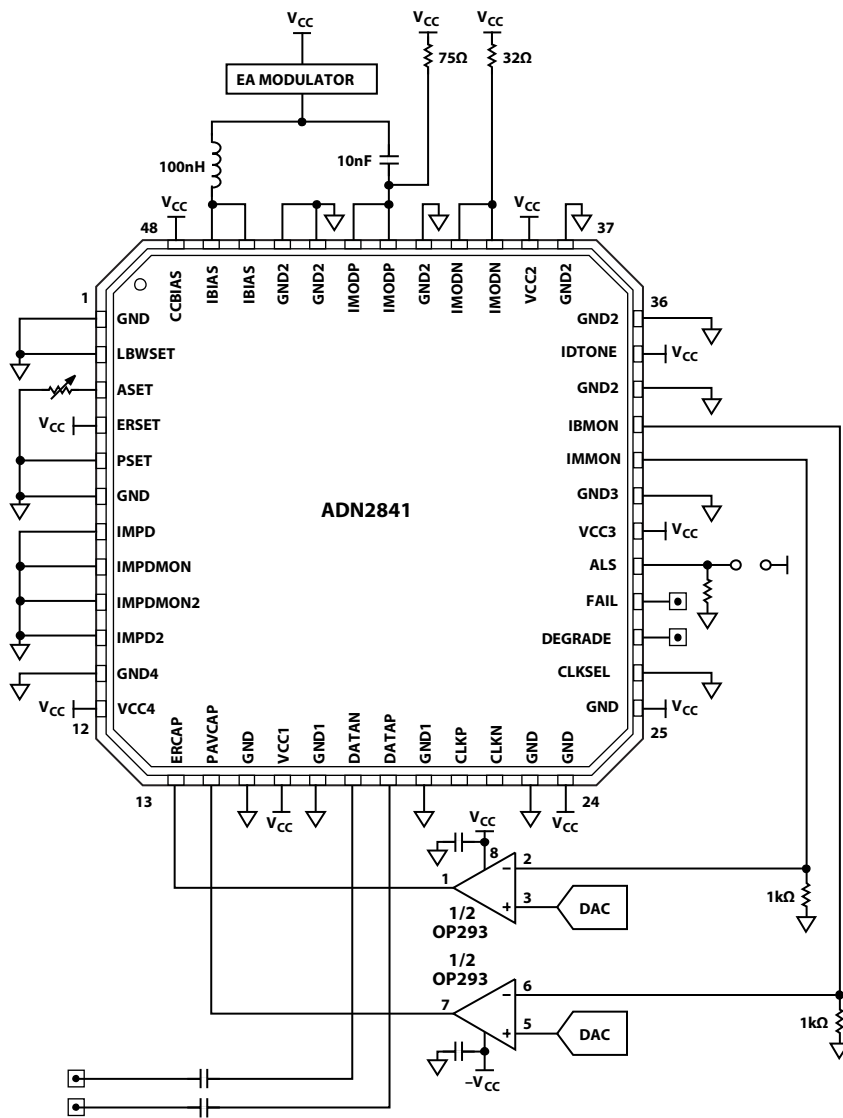 VCC
VCC
VCC
75Ω
32Ω
EA MODULATOR
100nH
10nF
VCC
VCC
48
37
CCBIAS
IBIAS
IBIAS
GND2
GND2
IMODP
IMODP
GND2
IMODN
IMODN
VCC2
GND2
1
GND
LBWSET
ASET
VCC
ERSET
PSET
GND
IMPD
IMPDMON
IMPDMON2
IMPD2
GND4
VCC
VCC4
12
ADN2841
36
GND2
IDTONE
VCC
GND2
IBMON
IMMON
GND3
VCC3
VCC
ALS
FAIL
DEGRADE
CLKSEL
GND
VCC
25
ERCAP
PAVCAP
GND
VCC1
GND1
DATAN
DATAP
GND1
CLKP
CLKN
GND
GND
13
24
VCC
VCC
VCC
8
2
1
3
DAC
1kΩ
1/2
OP293
1/2
OP293
6
7
5
DAC
1kΩ
–VCC